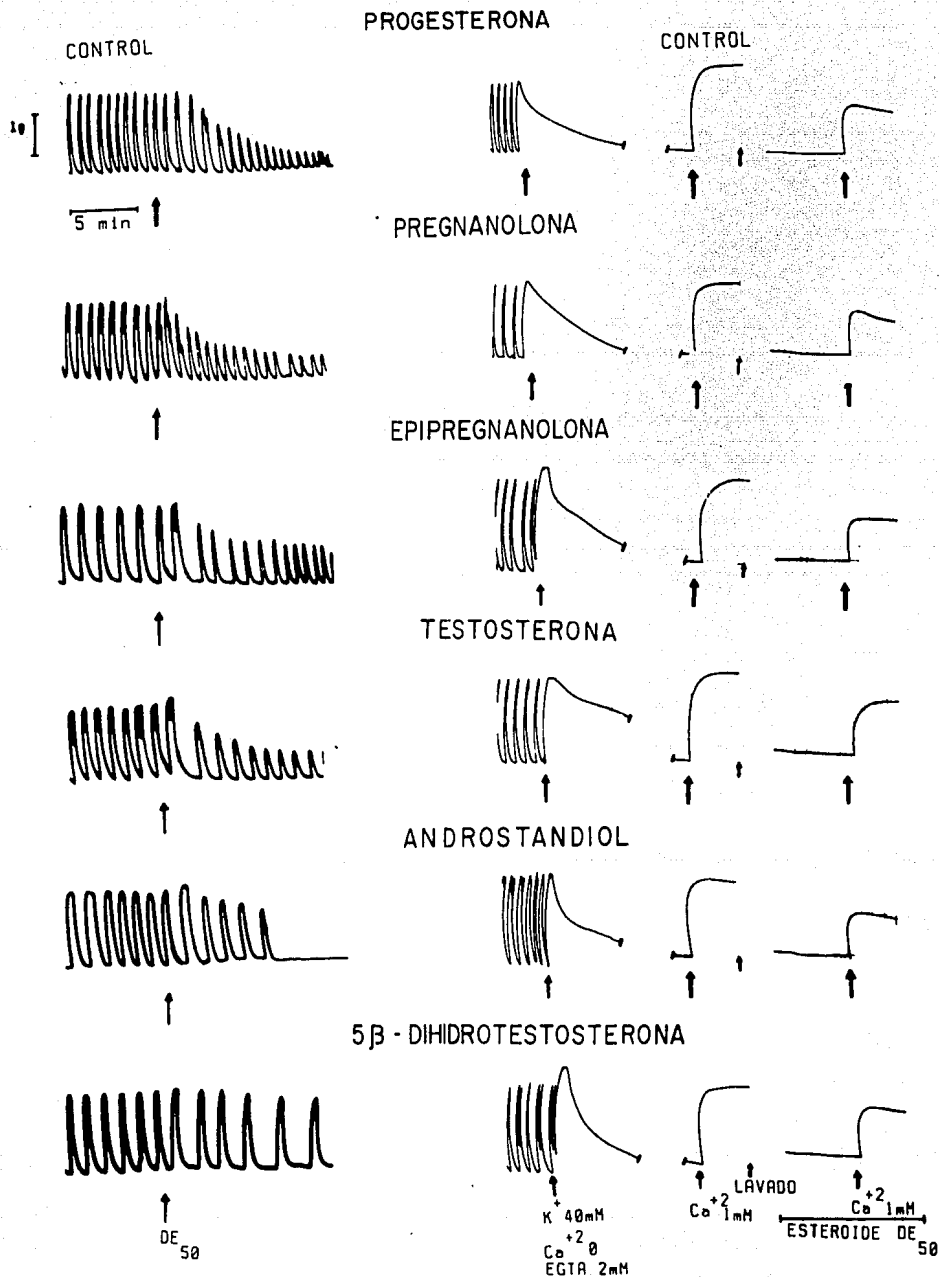 PROGESTERONA
CONTROL
CONTROL
5 min
PREGNANOLONA
EPIPREGNANOLONA
TESTOSTERONA
ANDROSTANDIOL
5β - DIHIDROTESTOSTERONA
DE50
K+ 40mM
Ca+2 0
EGTA 2mM
Ca+2 1mM
LAVADO
Ca+2 1mM
ESTEROIDE DE50